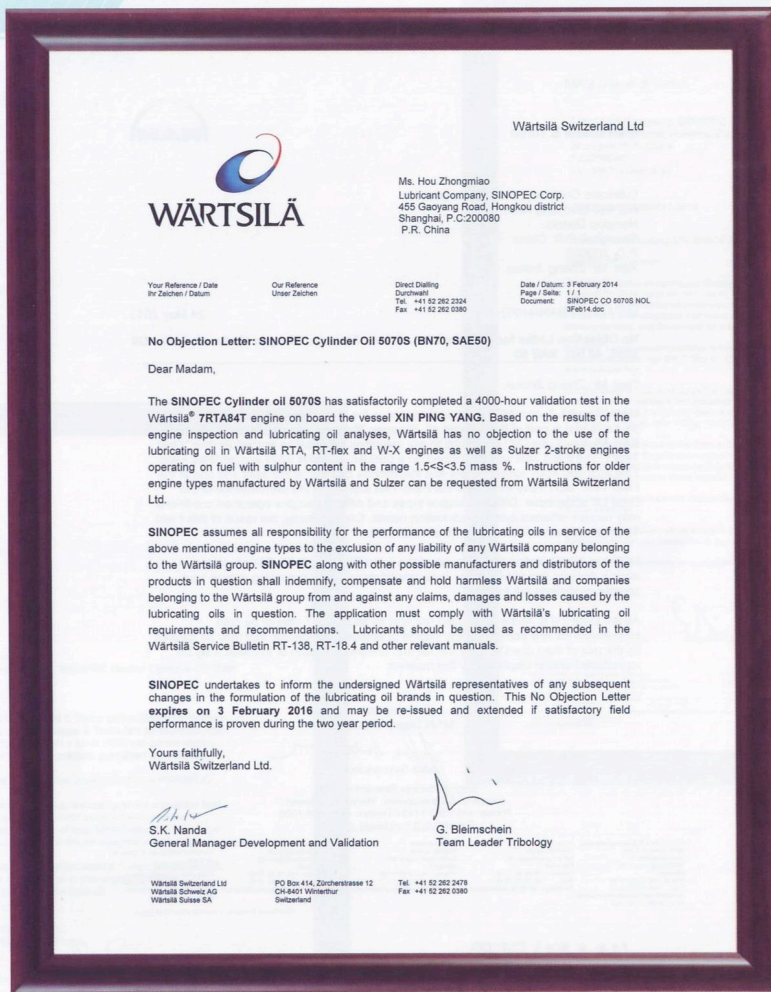 Wärtsilä Switzerland Ltd
WÄRTSILÄ
Ms. Hou Zhongmiao
Lubricant Company, SINOPEC Corp.
455 Gaoyang Road, Hongkou district
Shanghai, P.C:200080
P.R. China
Your Reference / Date
Ihr Zeichen / Datum
Our Reference
Unser Zeichen
Direct Dialling
Durchwahl
Tel. +41 52 262 2324
Fax +41 52 262 0380
Date / Datum: 3 February 2014
Page / Seite: 1 / 1
Document: SINOPEC CO 5070S NOL
3Feb14.doc
No Objection Letter: SINOPEC Cylinder Oil 5070S (BN70, SAE50)
Dear Madam,
The SINOPEC Cylinder oil 5070S has satisfactorily completed a 4000-hour validation test in the
Wärtsilä® 7RTA84T engine on board the vessel XIN PING YANG. Based on the results of the
engine inspection and lubricating oil analyses, Wärtsilä has no objection to the use of the
lubricating oil in Wärtsilä RTA, RT-flex and W-X engines as well as Sulzer 2-stroke engines
operating on fuel with sulphur content in the range 1.5<S<3.5 mass %. Instructions for older
engine types manufactured by Wärtsilä and Sulzer can be requested from Wärtsilä Switzerland
Ltd.
SINOPEC assumes all responsibility for the performance of the lubricating oils in service of the
above mentioned engine types to the exclusion of any liability of any Wärtsilä company belonging
to the Wärtsilä group. SINOPEC along with other possible manufacturers and distributors of the
products in question shall indemnify, compensate and hold harmless Wärtsilä and companies
belonging to the Wärtsilä group from and against any claims, damages and losses caused by the
lubricating oils in question. The application must comply with Wärtsilä's lubricating oil
requirements and recommendations. Lubricants should be used as recommended in the
Wärtsilä Service Bulletin RT-138, RT-18.4 and other relevant manuals.
SINOPEC undertakes to inform the undersigned Wärtsilä representatives of any subsequent
changes in the formulation of the lubricating oil brands in question. This No Objection Letter
expires on 3 February 2016 and may be re-issued and extended if satisfactory field
performance is proven during the two year period.
Yours faithfully,
Wärtsilä Switzerland Ltd.
S.K. Nanda
General Manager Development and Validation
G. Bleimschein
Team Leader Tribology
Wärtsilä Switzerland Ltd
Wärtsilä Schweiz AG
Wärtsilä Suisse SA
PO Box 414, Zürcherstrasse 12
CH-8401 Winterthur
Switzerland
Tel. +41 52 262 2478
Fax +41 52 262 0380